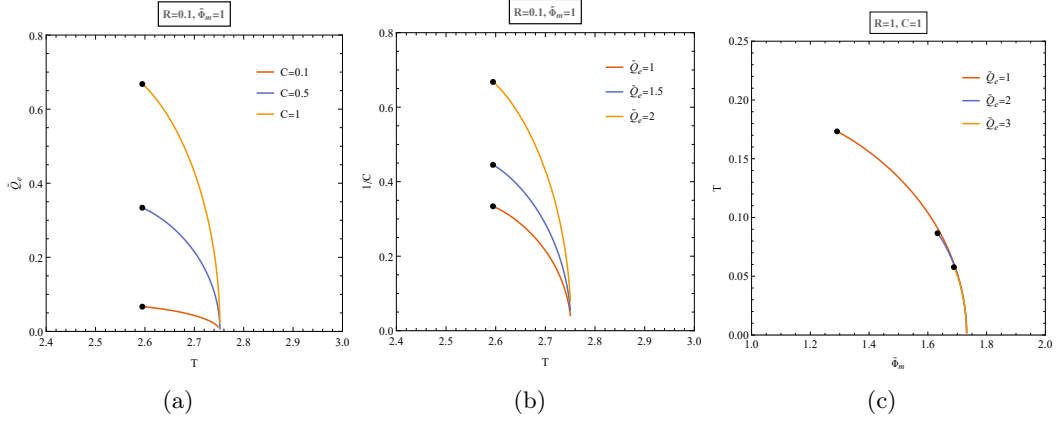 R=0.1, Φ̃ₘ=1
0.8
0.6
0.4
0.2
0.0
Q̃ₑ
C=0.1
C=0.5
C=1
2.4 2.5 2.6 2.7 2.8 2.9 3.0
T
(a)
R=0.1, Φ̃ₘ=1
0.8
0.6
0.4
0.2
0.0
1/C
Q̃ₑ=1
Q̃ₑ=1.5
Q̃ₑ=2
2.4 2.5 2.6 2.7 2.8 2.9 3.0
T
(b)
R=1, C=1
0.25
0.20
0.15
0.10
0.05
0.00
T
Q̃ₑ=1
Q̃ₑ=2
Q̃ₑ=3
1.0 1.2 1.4 1.6 1.8 2.0
Φ̃ₘ
(c)